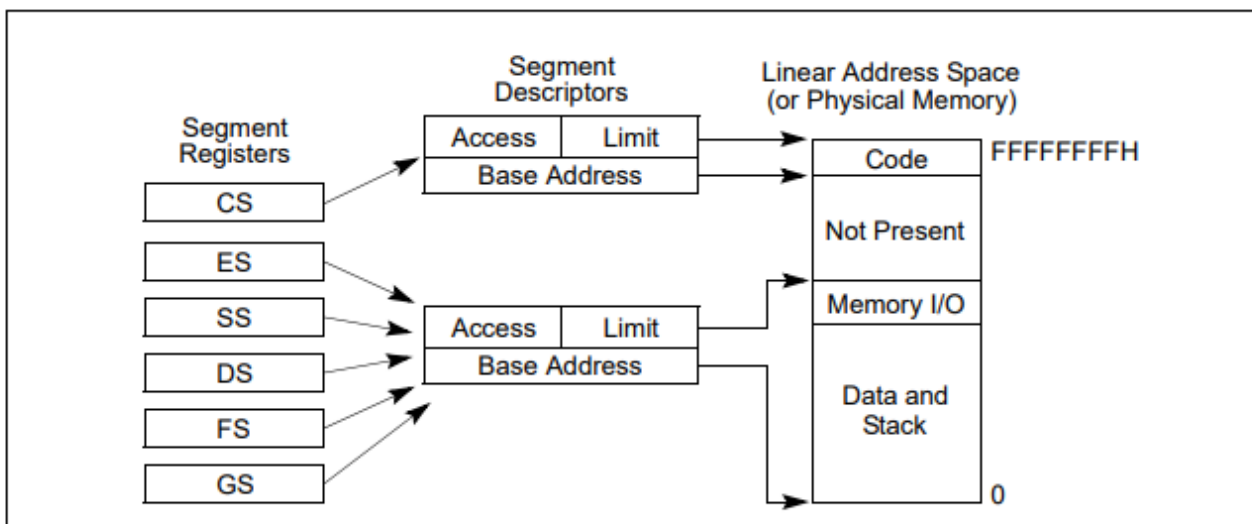 Segment
Registers
CS
ES
SS
DS
FS
GS
Segment
Descriptors
Access Limit
Base Address
Access Limit
Base Address
Linear Address Space
(or Physical Memory)
Code
FFFFFFFFH
Not Present
Memory I/O
Data and
Stack
0